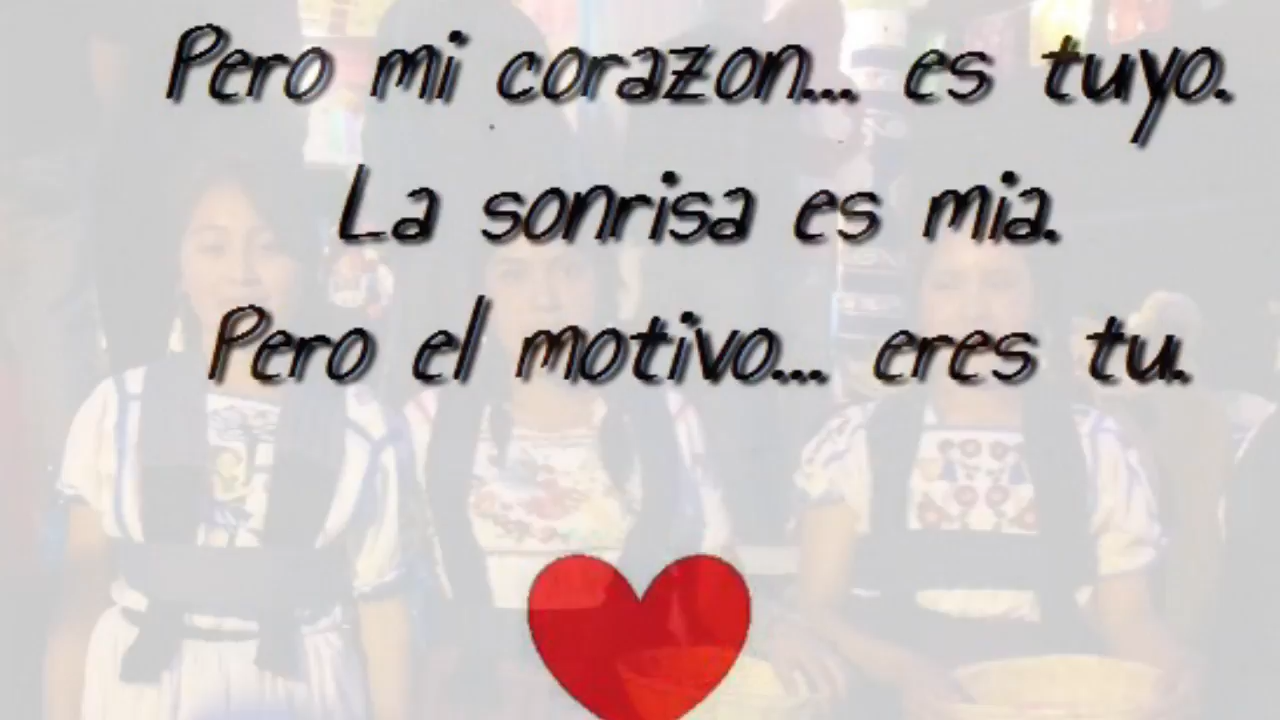 Pero mi corazon... es tuyo.
La sonrisa es mia.
Pero el motivo... eres tu.